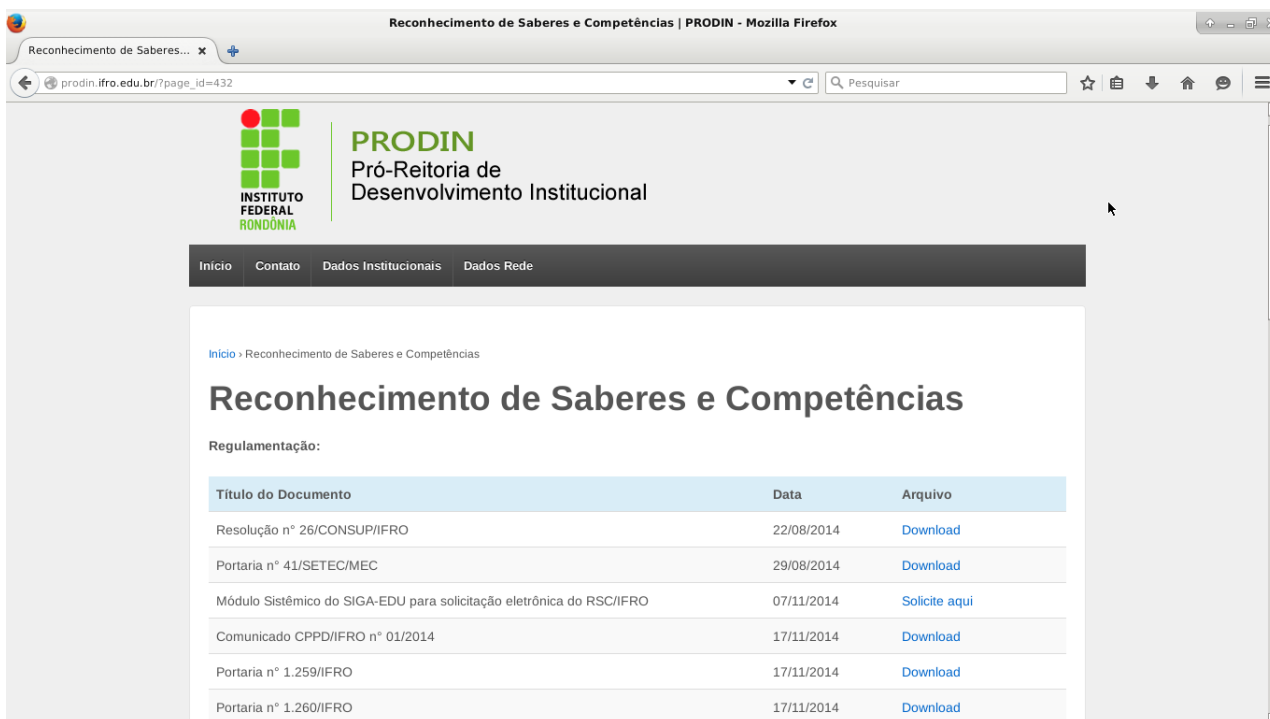 Reconhecimento de Saberes e Competências | PRODIN - Mozilla Firefox
Reconhecimento de Saberes...
prodin.ifro.edu.br/?page_id=432
Pesquisar
INSTITUTO
FEDERAL
RONDÔNIA
PRODIN
Pró-Reitoria de
Desenvolvimento Institucional
Início Contato Dados Institucionais Dados Rede
Início › Reconhecimento de Saberes e Competências
Reconhecimento de Saberes e Competências
Regulamentação:
Título do Documento Data Arquivo
Resolução n° 26/CONSUP/IFRO 22/08/2014 Download
Portaria n° 41/SETEC/MEC 29/08/2014 Download
Módulo Sistêmico do SIGA-EDU para solicitação eletrônica do RSC/IFRO 07/11/2014 Solicite aqui
Comunicado CPPD/IFRO n° 01/2014 17/11/2014 Download
Portaria n° 1.259/IFRO 17/11/2014 Download
Portaria n° 1.260/IFRO 17/11/2014 Download